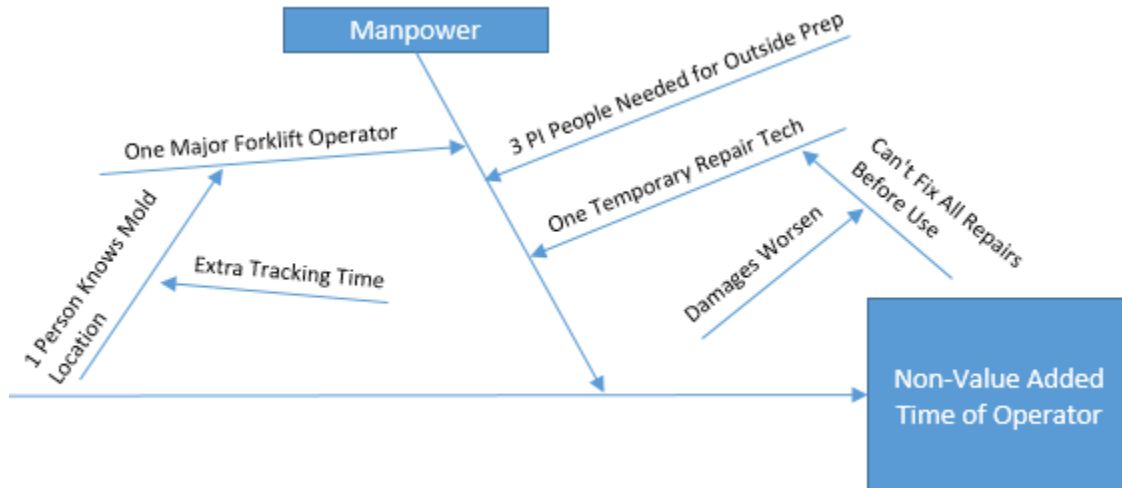 Manpower
3 PI People Needed for Outside Prep
One Major Forklift Operator
One Temporary Repair Tech
Can't Fix All Repairs
Before Use
1 Person Knows Mold
Location
Extra Tracking Time
Damages Worsen
Non-Value Added
Time of Operator